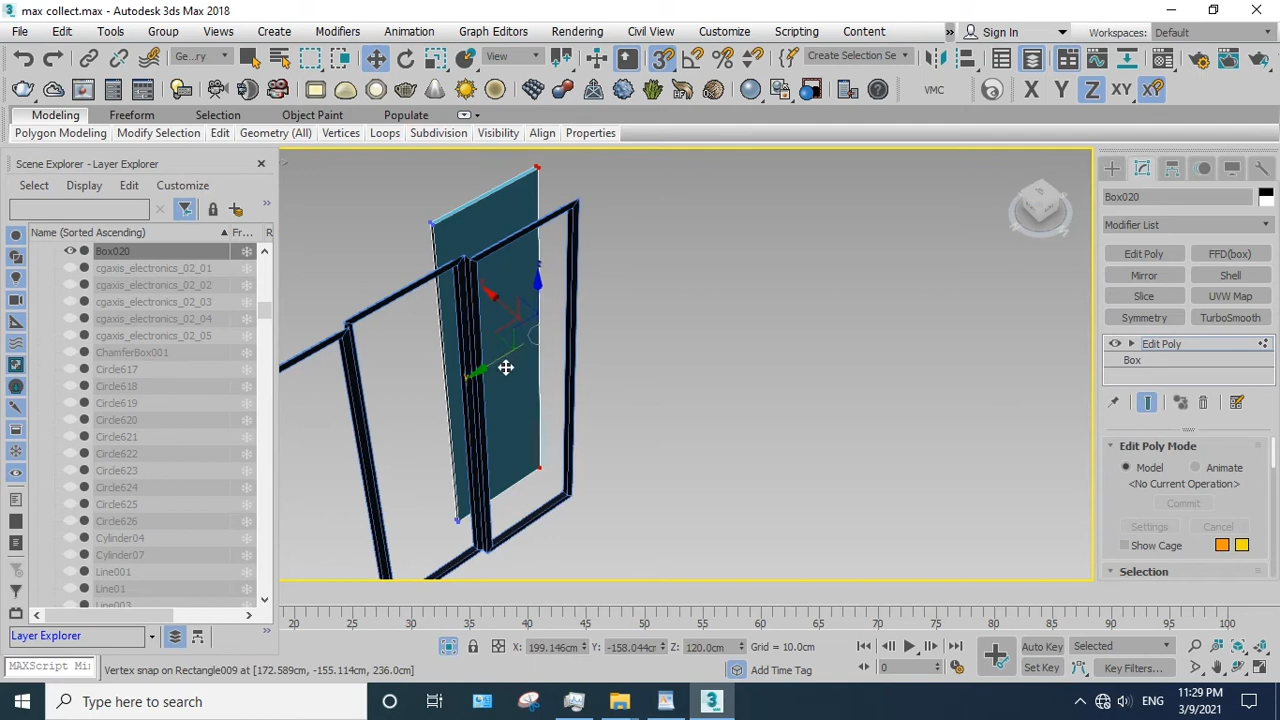 max collect.max - Autodesk 3ds Max 2018
File Edit Tools Group Views Create Modifiers Animation Graph Editors Rendering Civil View Customize Scripting Content » Sign In Workspaces: Default
Ge...ry View Create Selection Se
VMC X Y Z XY
Modeling Freeform Selection Object Paint Populate
Polygon Modeling Modify Selection Edit Geometry (All) Vertices Loops Subdivision Visibility Align Properties
Scene Explorer - Layer Explorer
Select Display Edit Customize
Name (Sorted Ascending) Fr... R
Box020
cgaxis_electronics_02_01
cgaxis_electronics_02_02
cgaxis_electronics_02_03
cgaxis_electronics_02_04
cgaxis_electronics_02_05
ChamferBox001
Circle617
Circle618
Circle619
Circle620
Circle621
Circle622
Circle623
Circle624
Circle625
Circle626
Cylinder04
Cylinder07
Line001
Line01
Line003
Layer Explorer
Box020
Modifier List
Edit Poly FFD(box)
Mirror Shell
Slice UVW Map
Symmetry TurboSmooth
Edit Poly
Box
Edit Poly Mode
Model Animate
<No Current Operation>
Commit
Settings Cancel
Show Cage
Selection
20 25 30 35 40 45 50 55 60 65 70 75 80 85 90 95 100
X: 199.146cm Y: -158.044cm Z: 120.0cm Grid = 10.0cm
Auto Key Selected
Add Time Tag
0
Set Key Key Filters...
MAXScript Mi
Vertex snap on Rectangle009 at [172.589cm, -155.114cm, 236.0cm]
Type here to search
ENG
11:29 PM
3/9/2021